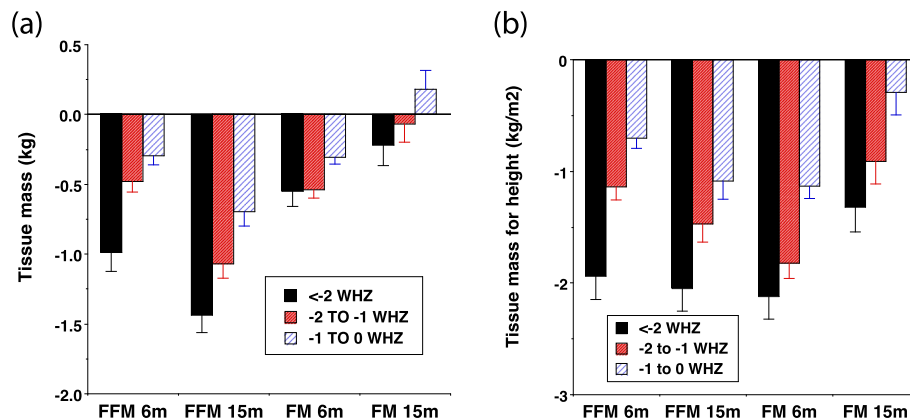 (a)
Tissue mass (kg)
0.5
0.0
-0.5
-1.0
-1.5
-2.0
<-2 WHZ
-2 TO -1 WHZ
-1 TO 0 WHZ
FFM 6m FFM 15m FM 6m FM 15m
(b)
Tissue mass for height (kg/m2)
0
-1
-2
-3
<-2 WHZ
-2 to -1 WHZ
-1 to 0 WHZ
FFM 6m FFM 15m FM 6m FM 15m